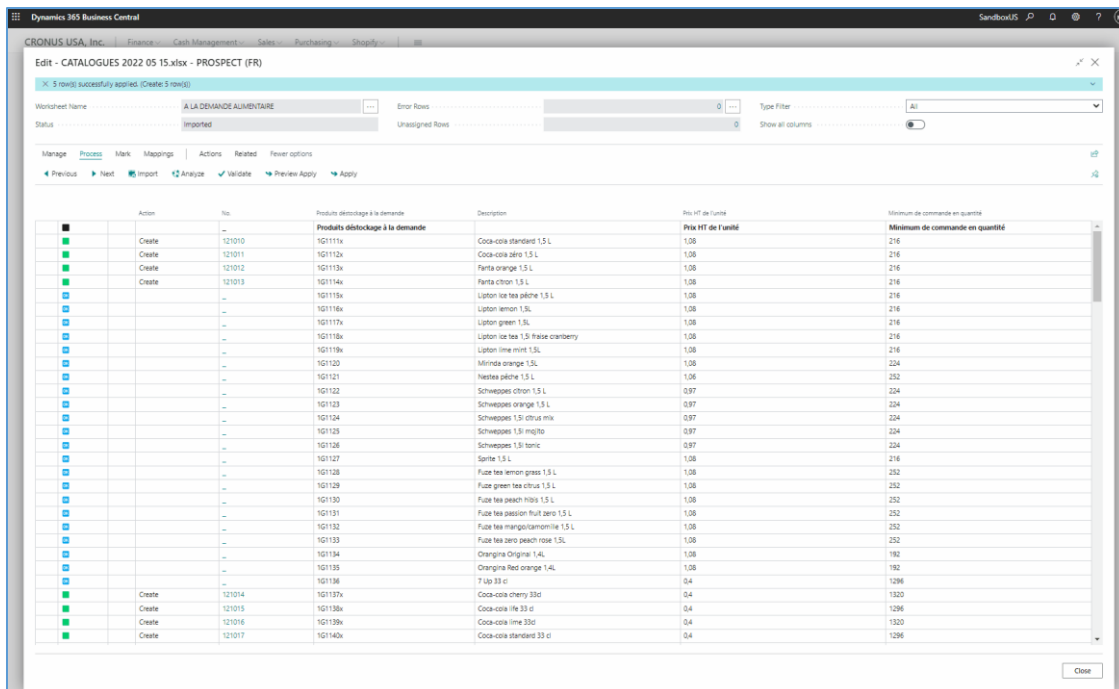 Dynamics 365 Business Central SandboxUS ?
CRONUS USA, Inc. Finance Cash Management Sales Purchasing Shopify
Edit - CATALOGUES 2022 05 15.xlsx - PROSPECT (FR)
5 row(s) successfully applied. (Create: 5 row(s))
Worksheet Name A LA DEMANDE ALIMENTAIRE ... Error Rows 0 ... Type Filter All
Status Imported Unassigned Rows 0 Show all columns
Manage Process Mark Mappings Actions Related Fewer options
Previous Next Import Analyze Validate Preview Apply Apply
Action No. Produits déstockage à la demande Description Prix HT de l'unité Minimum de commande en quantité
_ Produits déstockage à la demande Prix HT de l'unité Minimum de commande en quantité
Create 121010 1G1111x Coca-cola standard 1,5 L 1,08 216
Create 121011 1G1112x Coca-cola zéro 1,5 L 1,08 216
Create 121012 1G1113x Fanta orange 1,5 L 1,08 216
Create 121013 1G1114x Fanta citron 1,5 L 1,08 216
_ 1G1115x Lipton Ice tea pêche 1,5 L 1,08 216
_ 1G1116x Lipton lemon 1,5L 1,08 216
_ 1G1117x Lipton green 1,5L 1,08 216
_ 1G1118x Lipton ice tea 1,5l fraise cranberry 1,08 216
_ 1G1119x Lipton lime mint 1,5L 1,08 216
_ 1G1120 Mirinda orange 1,5L 1,08 224
_ 1G1121 Nestea pêche 1,5 L 1,06 252
_ 1G1122 Schweppes citron 1,5 L 0,97 224
_ 1G1123 Schweppes orange 1,5 L 0,97 224
_ 1G1124 Schweppes 1,5l citrus mix 0,97 224
_ 1G1125 Schweppes 1,5l mojito 0,97 224
_ 1G1126 Schweppes 1,5l tonic 0,97 224
_ 1G1127 Sprite 1,5 L 1,08 216
_ 1G1128 Fuze tea lemon grass 1,5 L 1,08 252
_ 1G1129 Fuze green tea citrus 1,5 L 1,08 252
_ 1G1130 Fuze tea peach hibis 1,5 L 1,08 252
_ 1G1131 Fuze tea passion fruit zero 1,5 L 1,08 252
_ 1G1132 Fuze tea mango/camomille 1,5 L 1,08 252
_ 1G1133 Fuze tea zero peach rose 1,5L 1,08 252
_ 1G1134 Orangina Original 1,4L 1,08 192
_ 1G1135 Orangina Red orange 1,4L 1,08 192
_ 1G1136 7 Up 33 cl 0,4 1296
Create 121014 1G1137x Coca-cola cherry 33cl 0,4 1320
Create 121015 1G1138x Coca-cola life 33 cl 0,4 1296
Create 121016 1G1139x Coca-cola lime 33cl 0,4 1320
Create 121017 1G1140x Coca-cola standard 33 cl 0,4 1296
Close